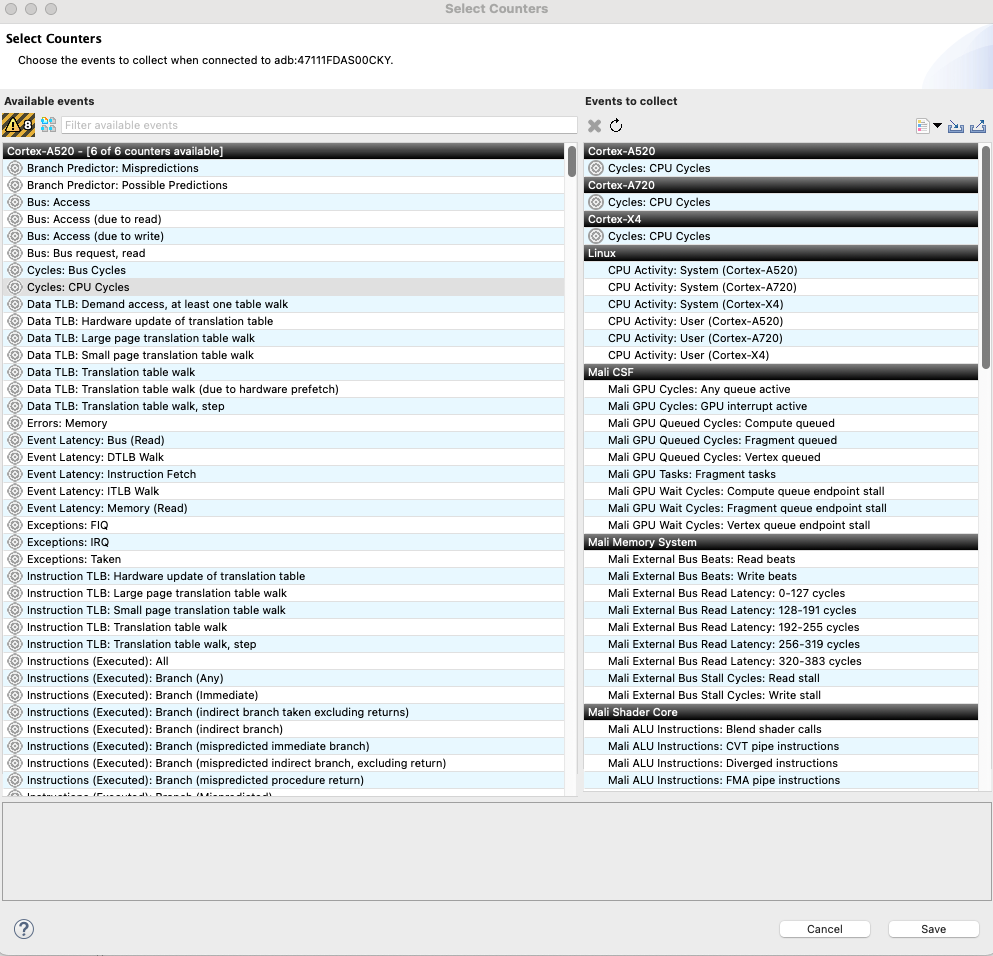 Select Counters
Select Counters
Choose the events to collect when connected to adb:47111FDAS00CKY.
Available events
8
Filter available events
Cortex-A520 - [6 of 6 counters available]
Branch Predictor: Mispredictions
Branch Predictor: Possible Predictions
Bus: Access
Bus: Access (due to read)
Bus: Access (due to write)
Bus: Bus request, read
Cycles: Bus Cycles
Cycles: CPU Cycles
Data TLB: Demand access, at least one table walk
Data TLB: Hardware update of translation table
Data TLB: Large page translation table walk
Data TLB: Small page translation table walk
Data TLB: Translation table walk
Data TLB: Translation table walk (due to hardware prefetch)
Data TLB: Translation table walk, step
Errors: Memory
Event Latency: Bus (Read)
Event Latency: DTLB Walk
Event Latency: Instruction Fetch
Event Latency: ITLB Walk
Event Latency: Memory (Read)
Exceptions: FIQ
Exceptions: IRQ
Exceptions: Taken
Instruction TLB: Hardware update of translation table
Instruction TLB: Large page translation table walk
Instruction TLB: Small page translation table walk
Instruction TLB: Translation table walk
Instruction TLB: Translation table walk, step
Instructions (Executed): All
Instructions (Executed): Branch (Any)
Instructions (Executed): Branch (Immediate)
Instructions (Executed): Branch (indirect branch taken excluding returns)
Instructions (Executed): Branch (indirect branch)
Instructions (Executed): Branch (mispredicted immediate branch)
Instructions (Executed): Branch (mispredicted indirect branch, excluding return)
Instructions (Executed): Branch (mispredicted procedure return)
Instructions (Executed): Branch (Mispredicted)
Events to collect
Cortex-A520
Cycles: CPU Cycles
Cortex-A720
Cycles: CPU Cycles
Cortex-X4
Cycles: CPU Cycles
Linux
CPU Activity: System (Cortex-A520)
CPU Activity: System (Cortex-A720)
CPU Activity: System (Cortex-X4)
CPU Activity: User (Cortex-A520)
CPU Activity: User (Cortex-A720)
CPU Activity: User (Cortex-X4)
Mali CSF
Mali GPU Cycles: Any queue active
Mali GPU Cycles: GPU interrupt active
Mali GPU Queued Cycles: Compute queued
Mali GPU Queued Cycles: Fragment queued
Mali GPU Queued Cycles: Vertex queued
Mali GPU Tasks: Fragment tasks
Mali GPU Wait Cycles: Compute queue endpoint stall
Mali GPU Wait Cycles: Fragment queue endpoint stall
Mali GPU Wait Cycles: Vertex queue endpoint stall
Mali Memory System
Mali External Bus Beats: Read beats
Mali External Bus Beats: Write beats
Mali External Bus Read Latency: 0-127 cycles
Mali External Bus Read Latency: 128-191 cycles
Mali External Bus Read Latency: 192-255 cycles
Mali External Bus Read Latency: 256-319 cycles
Mali External Bus Read Latency: 320-383 cycles
Mali External Bus Stall Cycles: Read stall
Mali External Bus Stall Cycles: Write stall
Mali Shader Core
Mali ALU Instructions: Blend shader calls
Mali ALU Instructions: CVT pipe instructions
Mali ALU Instructions: Diverged instructions
Mali ALU Instructions: FMA pipe instructions
?
Cancel
Save